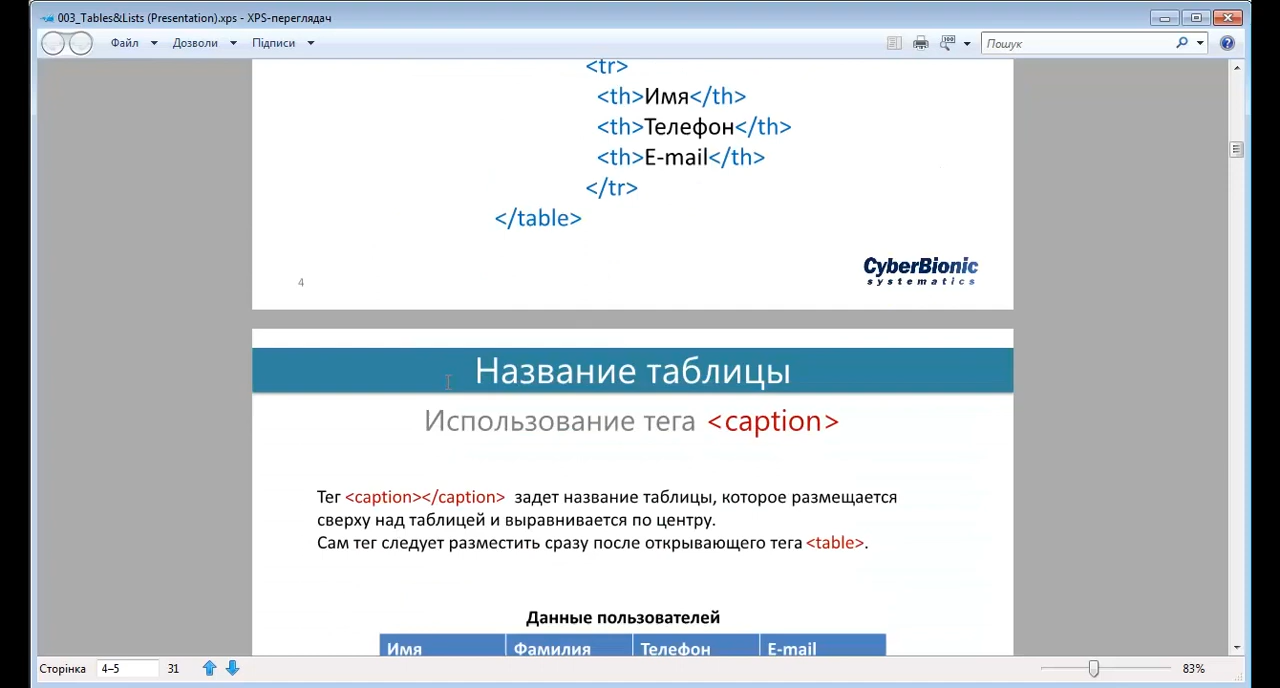 003_Tables&Lists (Presentation).xps - XPS-переглядач
Файл Дозволи Підписи Пошук
<tr>
<th>Имя</th>
<th>Телефон</th>
<th>E-mail</th>
</tr>
</table>
4
CyberBionic
systematics
Название таблицы
Использование тега <caption>
Тег <caption></caption> задет название таблицы, которое размещается
сверху над таблицей и выравнивается по центру.
Сам тег следует разместить сразу после открывающего тега <table>.
Данные пользователей
Имя Фамилия Телефон E-mail
Сторінка 4–5 31 83%